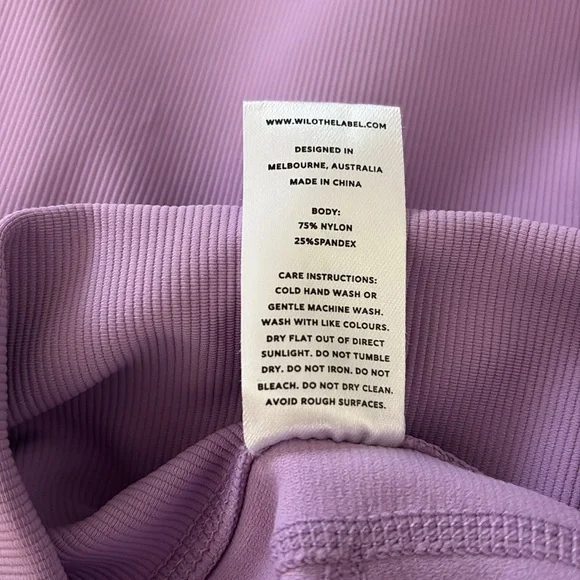 WWW.WILOTHELABEL.COM
DESIGNED IN
MELBOURNE, AUSTRALIA
MADE IN CHINA
BODY:
75% NYLON
25%SPANDEX
CARE INSTRUCTIONS:
COLD HAND WASH OR
GENTLE MACHINE WASH.
WASH WITH LIKE COLOURS.
DRY FLAT OUT OF DIRECT
SUNLIGHT. DO NOT TUMBLE
DRY. DO NOT IRON. DO NOT
BLEACH. DO NOT DRY CLEAN.
AVOID ROUGH SURFACES.